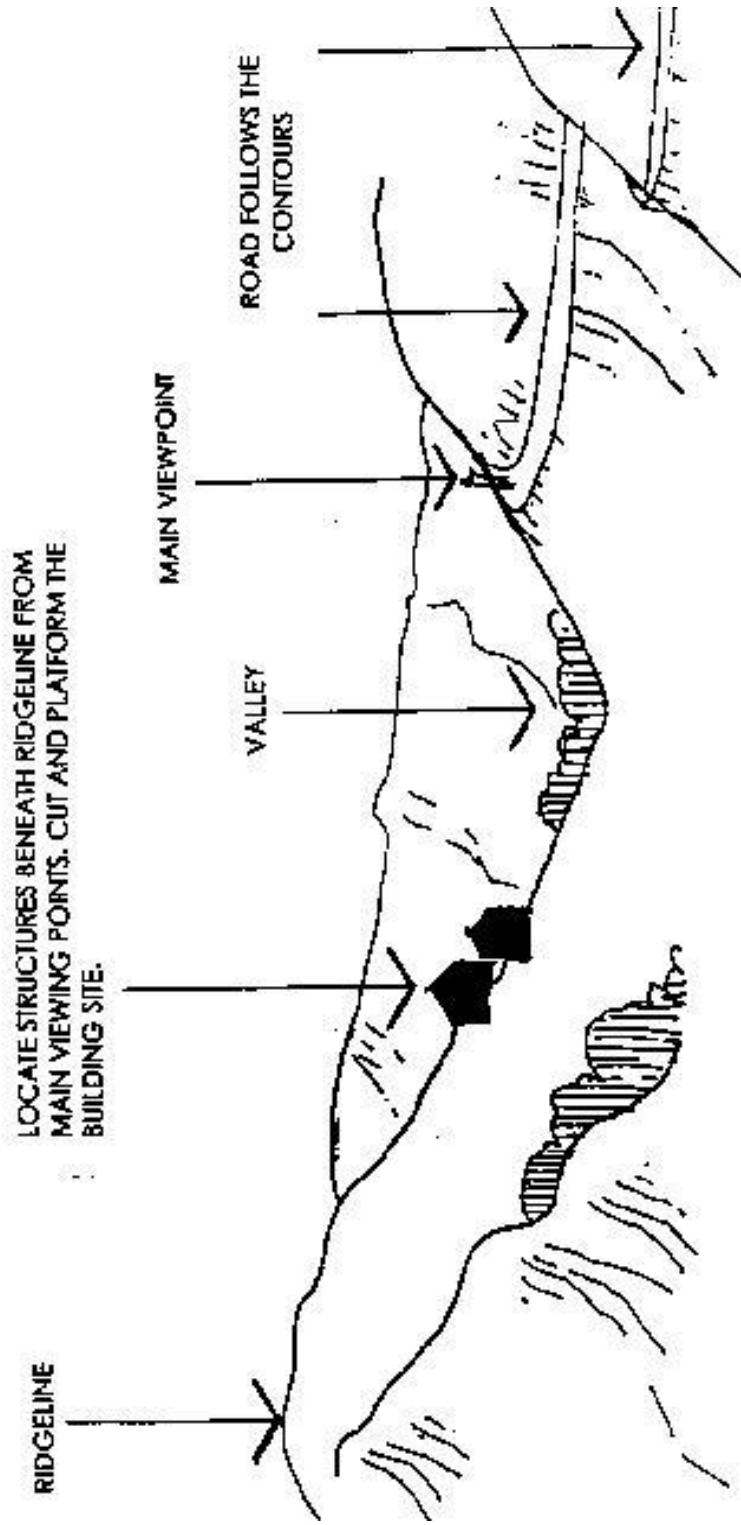 RIDGELINE
LOCATE STRUCTURES BENEATH RIDGELINE FROM
MAIN VIEWING POINTS. CUT AND PLATFORM THE
BUILDING SITE.
VALLEY
MAIN VIEWPOINT
ROAD FOLLOWS THE
CONTOURS